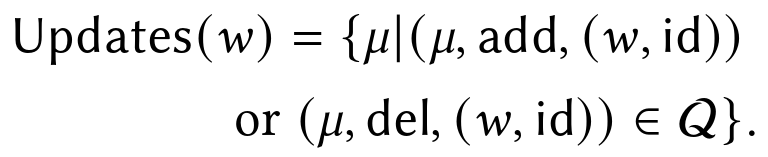 Updates(w) = {μ|(μ, add, (w, id))
or (μ, del, (w, id)) ∈ 𝒬}.